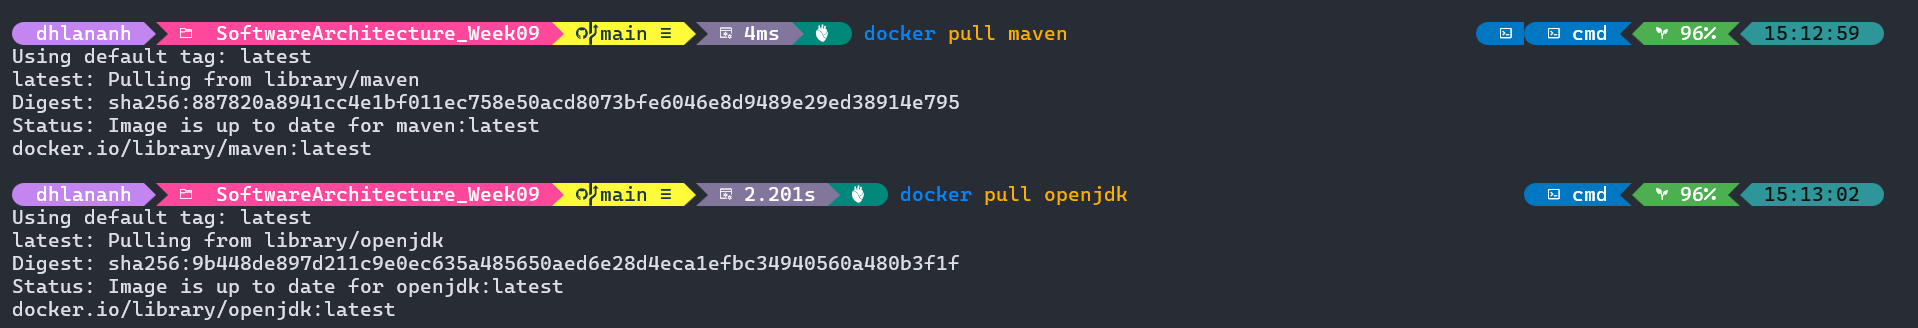 dhlananh SoftwareArchitecture_Week09 main ≡ 4ms docker pull maven cmd 96% 15:12:59
Using default tag: latest
latest: Pulling from library/maven
Digest: sha256:887820a8941cc4e1bf011ec758e50acd8073bfe6046e8d9489e29ed38914e795
Status: Image is up to date for maven:latest
docker.io/library/maven:latest
dhlananh SoftwareArchitecture_Week09 main ≡ 2.201s docker pull openjdk cmd 96% 15:13:02
Using default tag: latest
latest: Pulling from library/openjdk
Digest: sha256:9b448de897d211c9e0ec635a485650aed6e28d4eca1efbc34940560a480b3f1f
Status: Image is up to date for openjdk:latest
docker.io/library/openjdk:latest